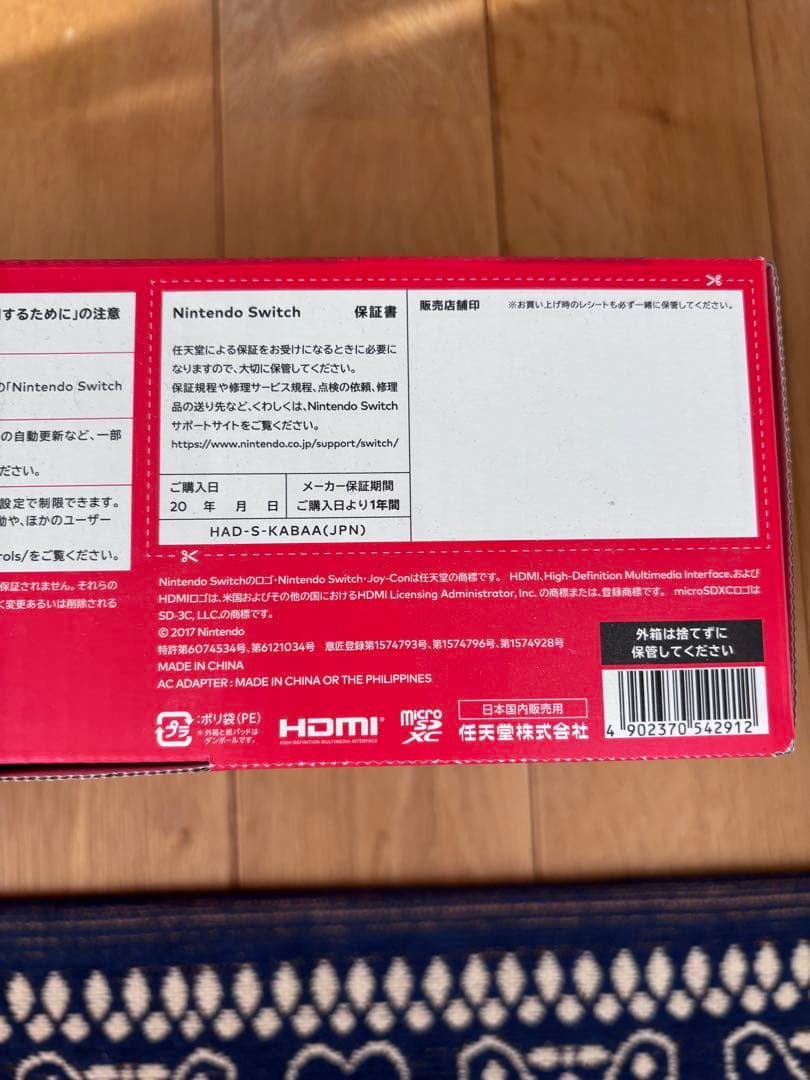 するために」の注意
の「Nintendo Switch
の自動更新など、一部
ださい。
設定で制限できます。
動や、ほかのユーザー
rols/をご覧ください。
保証されません。それらの
く変更あるいは削除される
Nintendo Switch 保証書
任天堂による保証をお受けになるときに必要に
なりますので、大切に保管してください。
保証規程や修理サービス規程、点検の依頼、修理
品の送り先など、くわしくは、Nintendo Switch
サポートサイトをご覧ください。
https://www.nintendo.co.jp/support/switch/
ご購入日
20 年 月 日
メーカー保証期間
ご購入日より1年間
HAD-S-KABAA(JPN)
販売店舗印 ※お買い上げ時のレシートも必ず一緒に保管してください。
Nintendo Switchのロゴ・Nintendo Switch・Joy-Conは任天堂の商標です。 HDMI、High-Definition Multimedia Interface、および
HDMIロゴは、米国およびその他の国におけるHDMI Licensing Administrator, Inc. の商標または、登録商標です。 microSDXCロゴは
SD-3C, LLC.の商標です。
© 2017 Nintendo
特許第6074534号、第6121034号 意匠登録第1574793号、第1574796号、第1574928号
MADE IN CHINA
AC ADAPTER : MADE IN CHINA OR THE PHILIPPINES
プラ
:ポリ袋(PE)
※外箱と紙パッドは
ダンボールです。
HDMI®
HIGH-DEFINITION MULTIMEDIA INTERFACE
micro
SD
XC
日本国内販売用
任天堂株式会社
外箱は捨てずに
保管してください
4 902370 542912